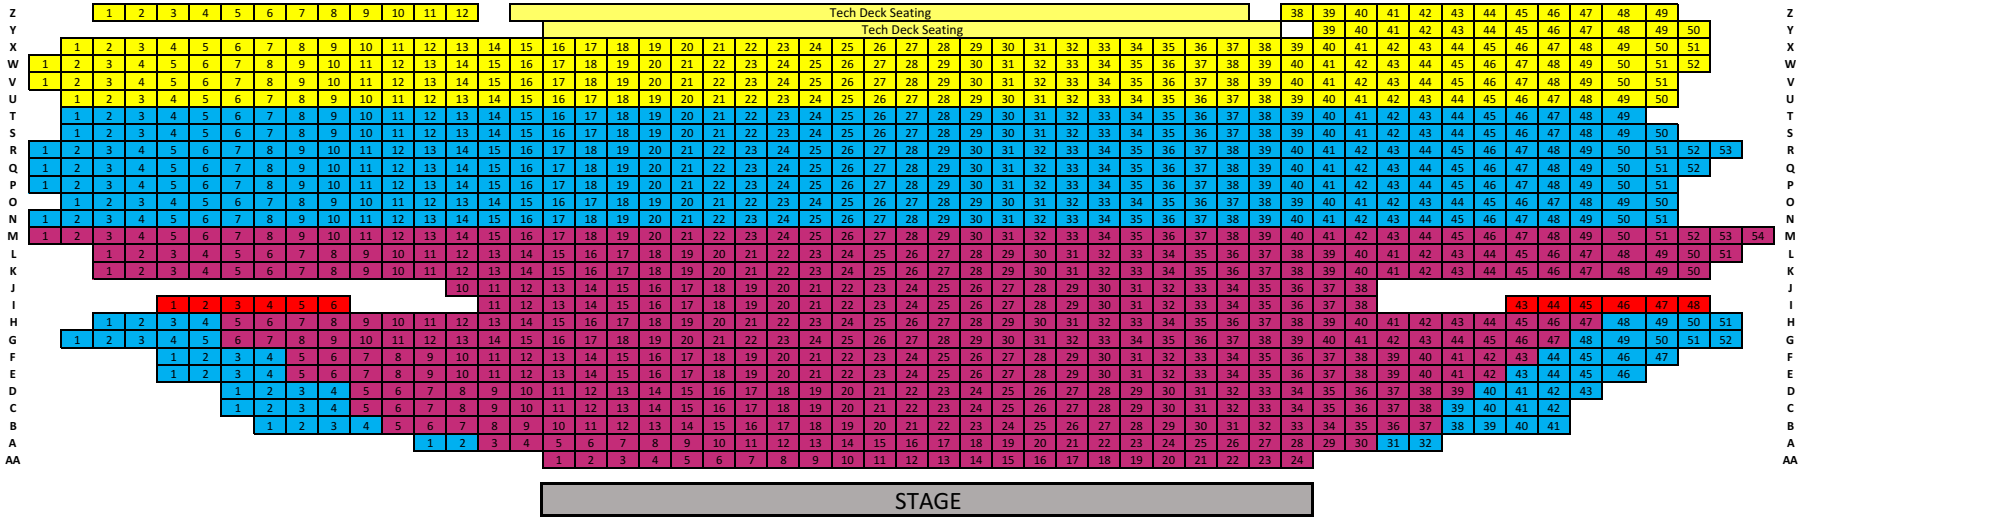 Z 1 2 3 4 5 6 7 8 9 10 11 12 Tech Deck Seating 38 39 40 41 42 43 44 45 46 47 48 49 Z
Y Tech Deck Seating 39 40 41 42 43 44 45 46 47 48 49 50 Y
X 1 2 3 4 5 6 7 8 9 10 11 12 13 14 15 16 17 18 19 20 21 22 23 24 25 26 27 28 29 30 31 32 33 34 35 36 37 38 39 40 41 42 43 44 45 46 47 48 49 50 51 X
W 1 2 3 4 5 6 7 8 9 10 11 12 13 14 15 16 17 18 19 20 21 22 23 24 25 26 27 28 29 30 31 32 33 34 35 36 37 38 39 40 41 42 43 44 45 46 47 48 49 50 51 52 W
V 1 2 3 4 5 6 7 8 9 10 11 12 13 14 15 16 17 18 19 20 21 22 23 24 25 26 27 28 29 30 31 32 33 34 35 36 37 38 39 40 41 42 43 44 45 46 47 48 49 50 51 V
U 1 2 3 4 5 6 7 8 9 10 11 12 13 14 15 16 17 18 19 20 21 22 23 24 25 26 27 28 29 30 31 32 33 34 35 36 37 38 39 40 41 42 43 44 45 46 47 48 49 50 U
T 1 2 3 4 5 6 7 8 9 10 11 12 13 14 15 16 17 18 19 20 21 22 23 24 25 26 27 28 29 30 31 32 33 34 35 36 37 38 39 40 41 42 43 44 45 46 47 48 49 T
S 1 2 3 4 5 6 7 8 9 10 11 12 13 14 15 16 17 18 19 20 21 22 23 24 25 26 27 28 29 30 31 32 33 34 35 36 37 38 39 40 41 42 43 44 45 46 47 48 49 50 S
R 1 2 3 4 5 6 7 8 9 10 11 12 13 14 15 16 17 18 19 20 21 22 23 24 25 26 27 28 29 30 31 32 33 34 35 36 37 38 39 40 41 42 43 44 45 46 47 48 49 50 51 52 53 R
Q 1 2 3 4 5 6 7 8 9 10 11 12 13 14 15 16 17 18 19 20 21 22 23 24 25 26 27 28 29 30 31 32 33 34 35 36 37 38 39 40 41 42 43 44 45 46 47 48 49 50 51 52 Q
P 1 2 3 4 5 6 7 8 9 10 11 12 13 14 15 16 17 18 19 20 21 22 23 24 25 26 27 28 29 30 31 32 33 34 35 36 37 38 39 40 41 42 43 44 45 46 47 48 49 50 51 P
O 1 2 3 4 5 6 7 8 9 10 11 12 13 14 15 16 17 18 19 20 21 22 23 24 25 26 27 28 29 30 31 32 33 34 35 36 37 38 39 40 41 42 43 44 45 46 47 48 49 50 O
N 1 2 3 4 5 6 7 8 9 10 11 12 13 14 15 16 17 18 19 20 21 22 23 24 25 26 27 28 29 30 31 32 33 34 35 36 37 38 39 40 41 42 43 44 45 46 47 48 49 50 51 N
M 1 2 3 4 5 6 7 8 9 10 11 12 13 14 15 16 17 18 19 20 21 22 23 24 25 26 27 28 29 30 31 32 33 34 35 36 37 38 39 40 41 42 43 44 45 46 47 48 49 50 51 52 53 54 M
L 1 2 3 4 5 6 7 8 9 10 11 12 13 14 15 16 17 18 19 20 21 22 23 24 25 26 27 28 29 30 31 32 33 34 35 36 37 38 39 40 41 42 43 44 45 46 47 48 49 50 51 L
K 1 2 3 4 5 6 7 8 9 10 11 12 13 14 15 16 17 18 19 20 21 22 23 24 25 26 27 28 29 30 31 32 33 34 35 36 37 38 39 40 41 42 43 44 45 46 47 48 49 50 K
J 10 11 12 13 14 15 16 17 18 19 20 21 22 23 24 25 26 27 28 29 30 31 32 33 34 35 36 37 38 J
I 1 2 3 4 5 6 11 12 13 14 15 16 17 18 19 20 21 22 23 24 25 26 27 28 29 30 31 32 33 34 35 36 37 38 43 44 45 46 47 48 I
H 1 2 3 4 5 6 7 8 9 10 11 12 13 14 15 16 17 18 19 20 21 22 23 24 25 26 27 28 29 30 31 32 33 34 35 36 37 38 39 40 41 42 43 44 45 46 47 48 49 50 51 H
G 1 2 3 4 5 6 7 8 9 10 11 12 13 14 15 16 17 18 19 20 21 22 23 24 25 26 27 28 29 30 31 32 33 34 35 36 37 38 39 40 41 42 43 44 45 46 47 48 49 50 51 52 G
F 1 2 3 4 5 6 7 8 9 10 11 12 13 14 15 16 17 18 19 20 21 22 23 24 25 26 27 28 29 30 31 32 33 34 35 36 37 38 39 40 41 42 43 44 45 46 47 F
E 1 2 3 4 5 6 7 8 9 10 11 12 13 14 15 16 17 18 19 20 21 22 23 24 25 26 27 28 29 30 31 32 33 34 35 36 37 38 39 40 41 42 43 44 45 46 E
D 1 2 3 4 5 6 7 8 9 10 11 12 13 14 15 16 17 18 19 20 21 22 23 24 25 26 27 28 29 30 31 32 33 34 35 36 37 38 39 40 41 42 43 D
C 1 2 3 4 5 6 7 8 9 10 11 12 13 14 15 16 17 18 19 20 21 22 23 24 25 26 27 28 29 30 31 32 33 34 35 36 37 38 39 40 41 42 C
B 1 2 3 4 5 6 7 8 9 10 11 12 13 14 15 16 17 18 19 20 21 22 23 24 25 26 27 28 29 30 31 32 33 34 35 36 37 38 39 40 41 B
A 1 2 3 4 5 6 7 8 9 10 11 12 13 14 15 16 17 18 19 20 21 22 23 24 25 26 27 28 29 30 31 32 A
AA 1 2 3 4 5 6 7 8 9 10 11 12 13 14 15 16 17 18 19 20 21 22 23 24 AA
STAGE